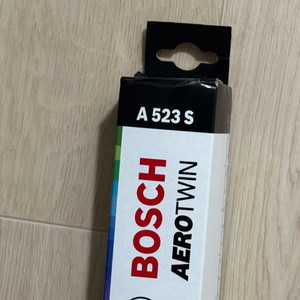 A 523 S
BOSCH
AEROTWIN